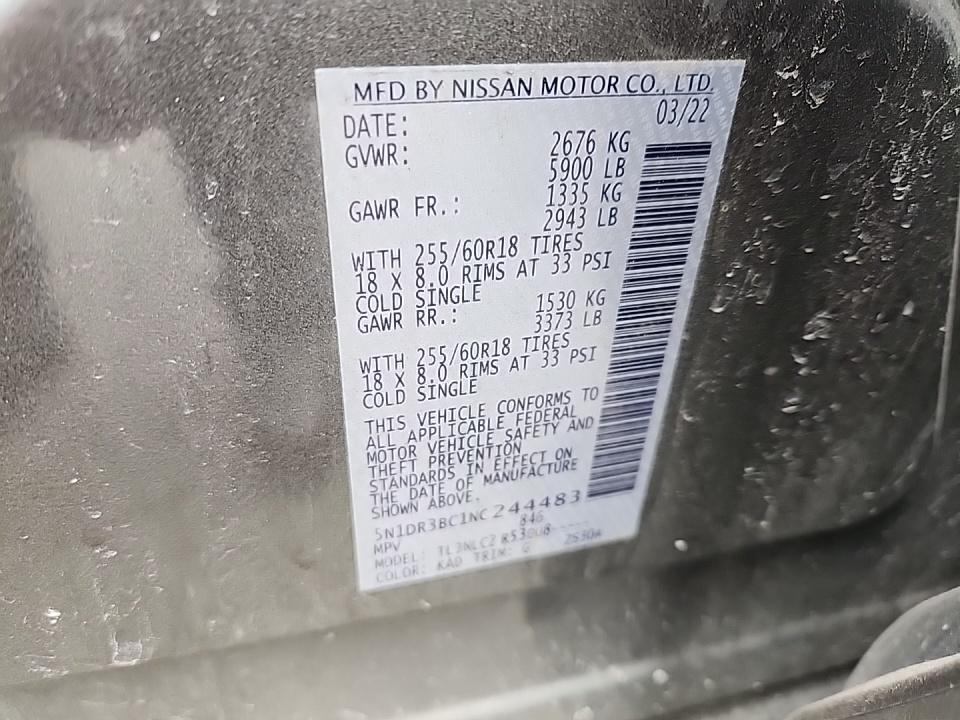 MFD BY NISSAN MOTOR CO., LTD.
DATE: 03/22
GVWR: 2676 KG
5900 LB
GAWR FR.: 1335 KG
2943 LB
WITH 255/60R18 TIRES
18 X 8.0 RIMS AT 33 PSI
COLD SINGLE
GAWR RR.: 1530 KG
3373 LB
WITH 255/60R18 TIRES
18 X 8.0 RIMS AT 33 PSI
COLD SINGLE
THIS VEHICLE CONFORMS TO
ALL APPLICABLE FEDERAL
MOTOR VEHICLE SAFETY AND
THEFT PREVENTION
STANDARDS IN EFFECT ON
THE DATE OF MANUFACTURE
SHOWN ABOVE.
5N1DR3BC1NC244483
MPV 846
MODEL:
COLOR: KAD TRIM: G